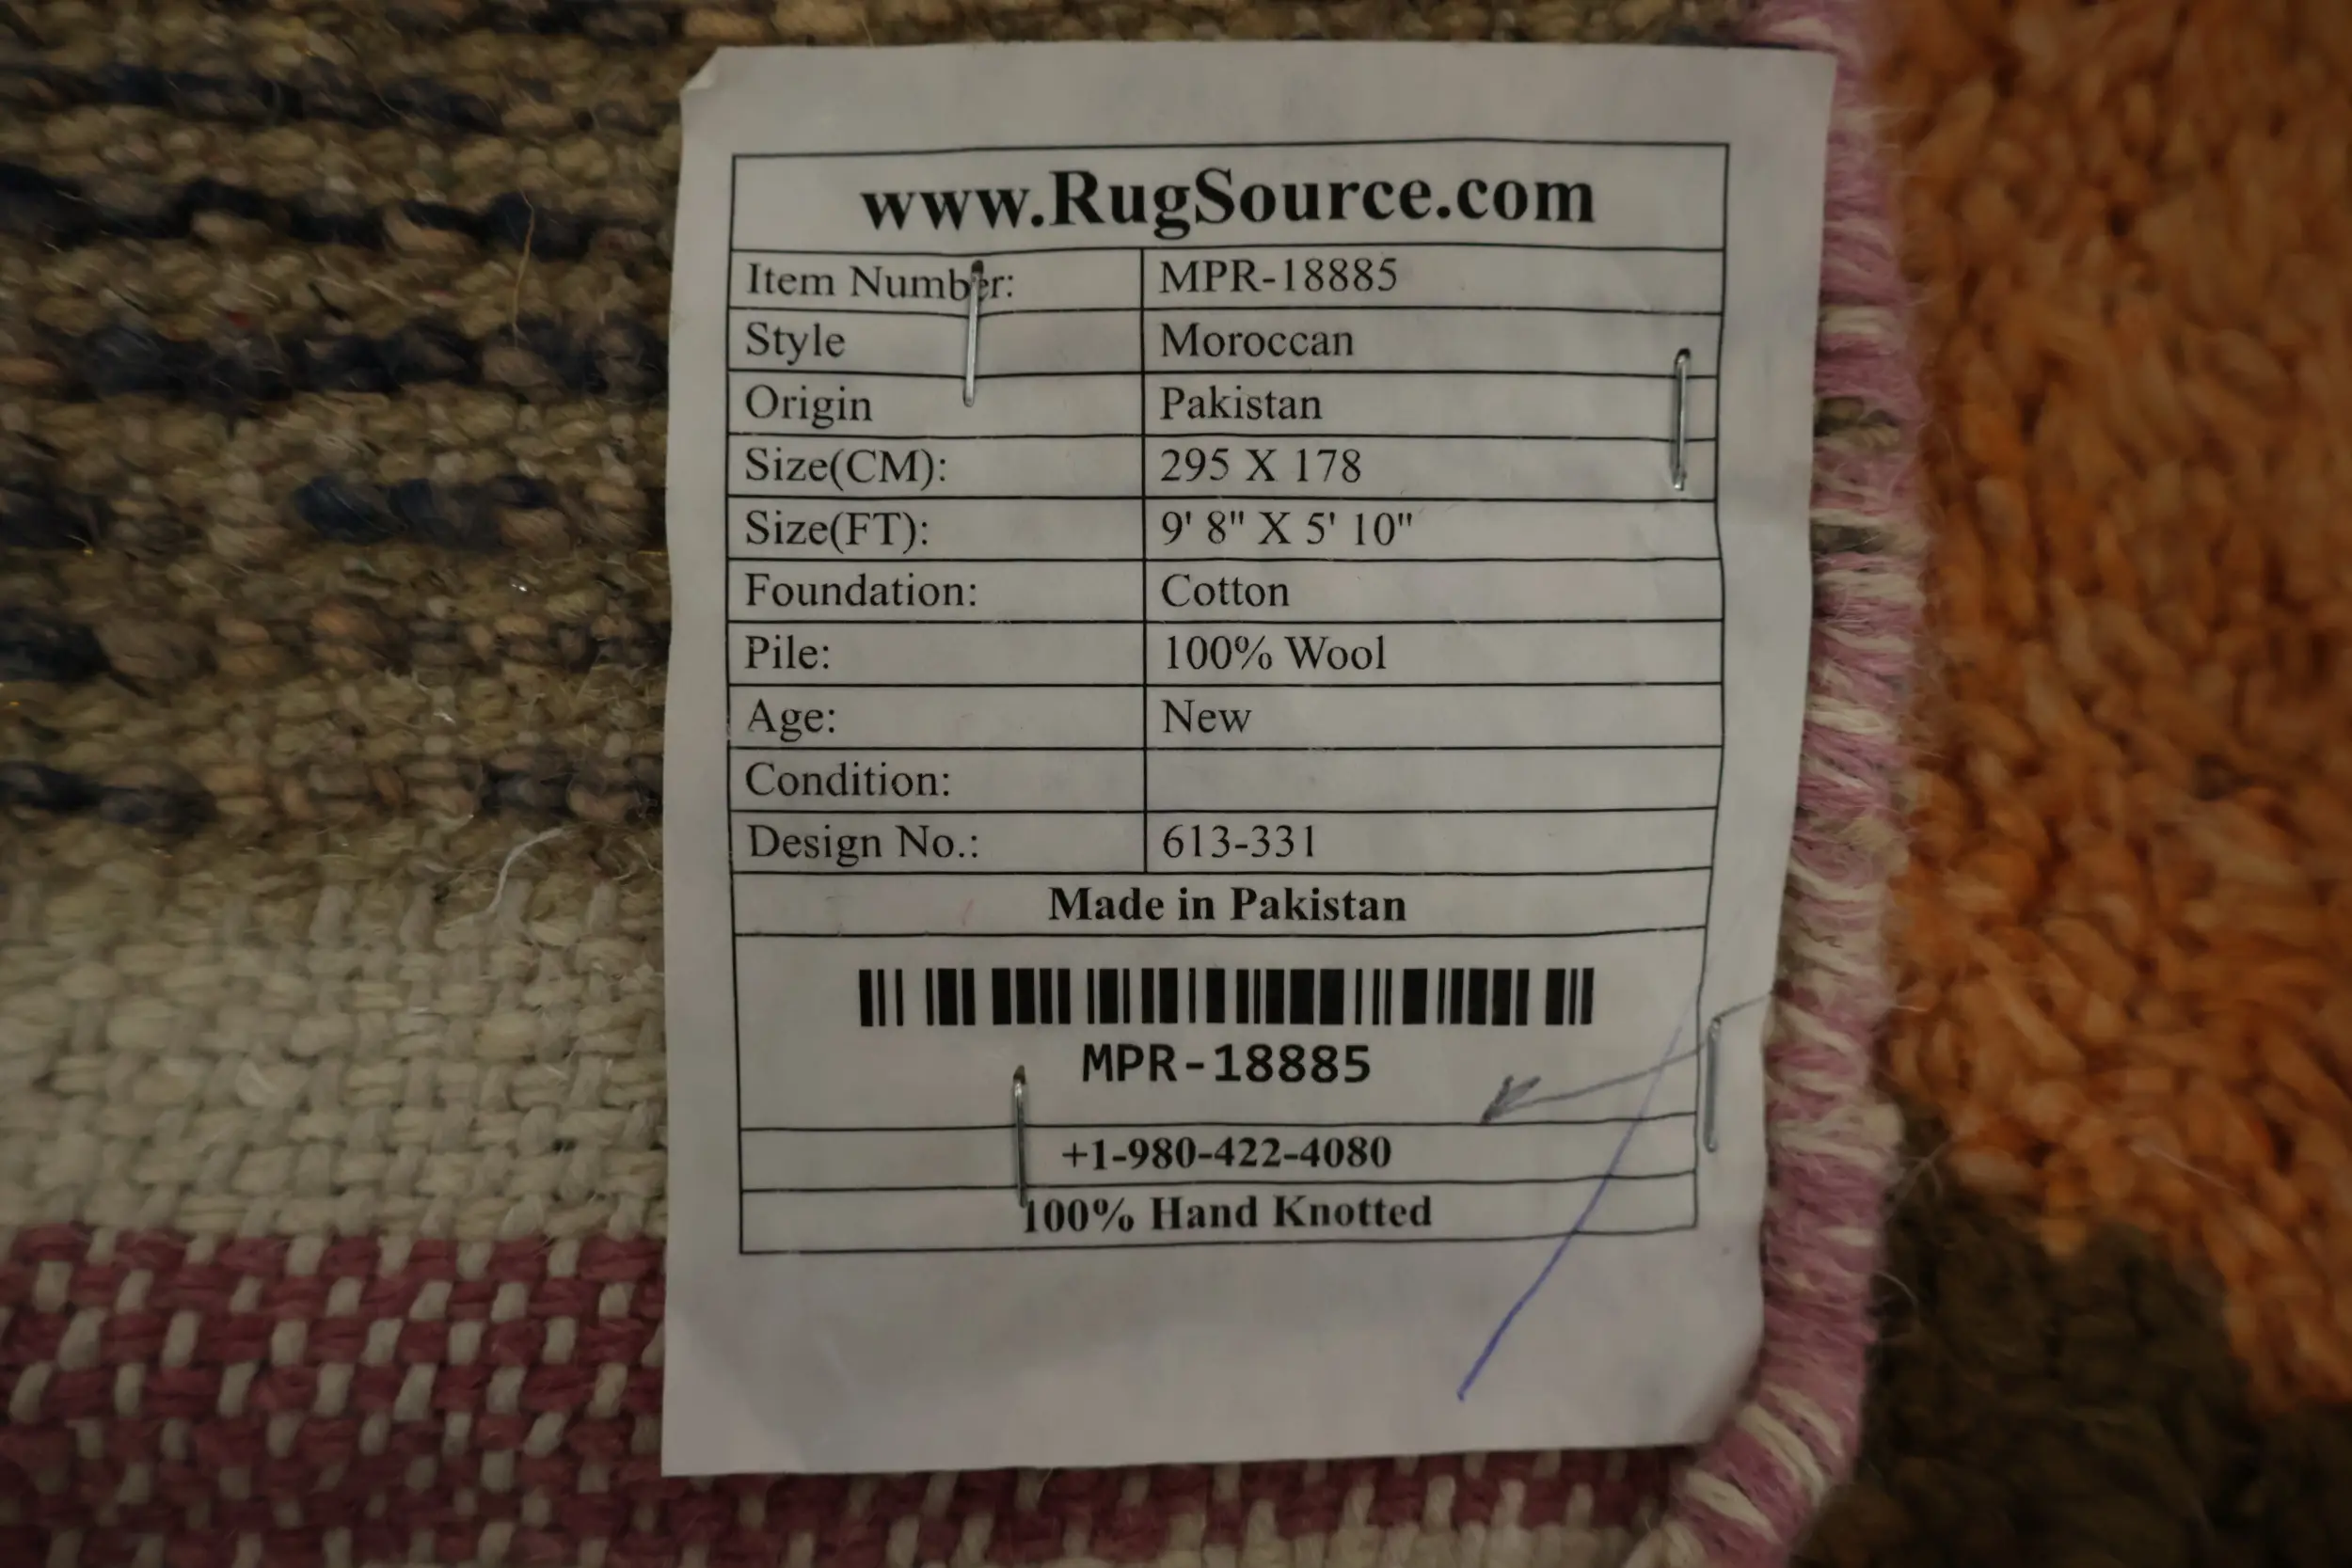 www.RugSource.com
Item Number: MPR-18885
Style Moroccan
Origin Pakistan
Size(CM): 295 X 178
Size(FT): 9' 8" X 5' 10"
Foundation: Cotton
Pile: 100% Wool
Age: New
Condition:
Design No.: 613-331
Made in Pakistan
MPR-18885
+1-980-422-4080
100% Hand Knotted